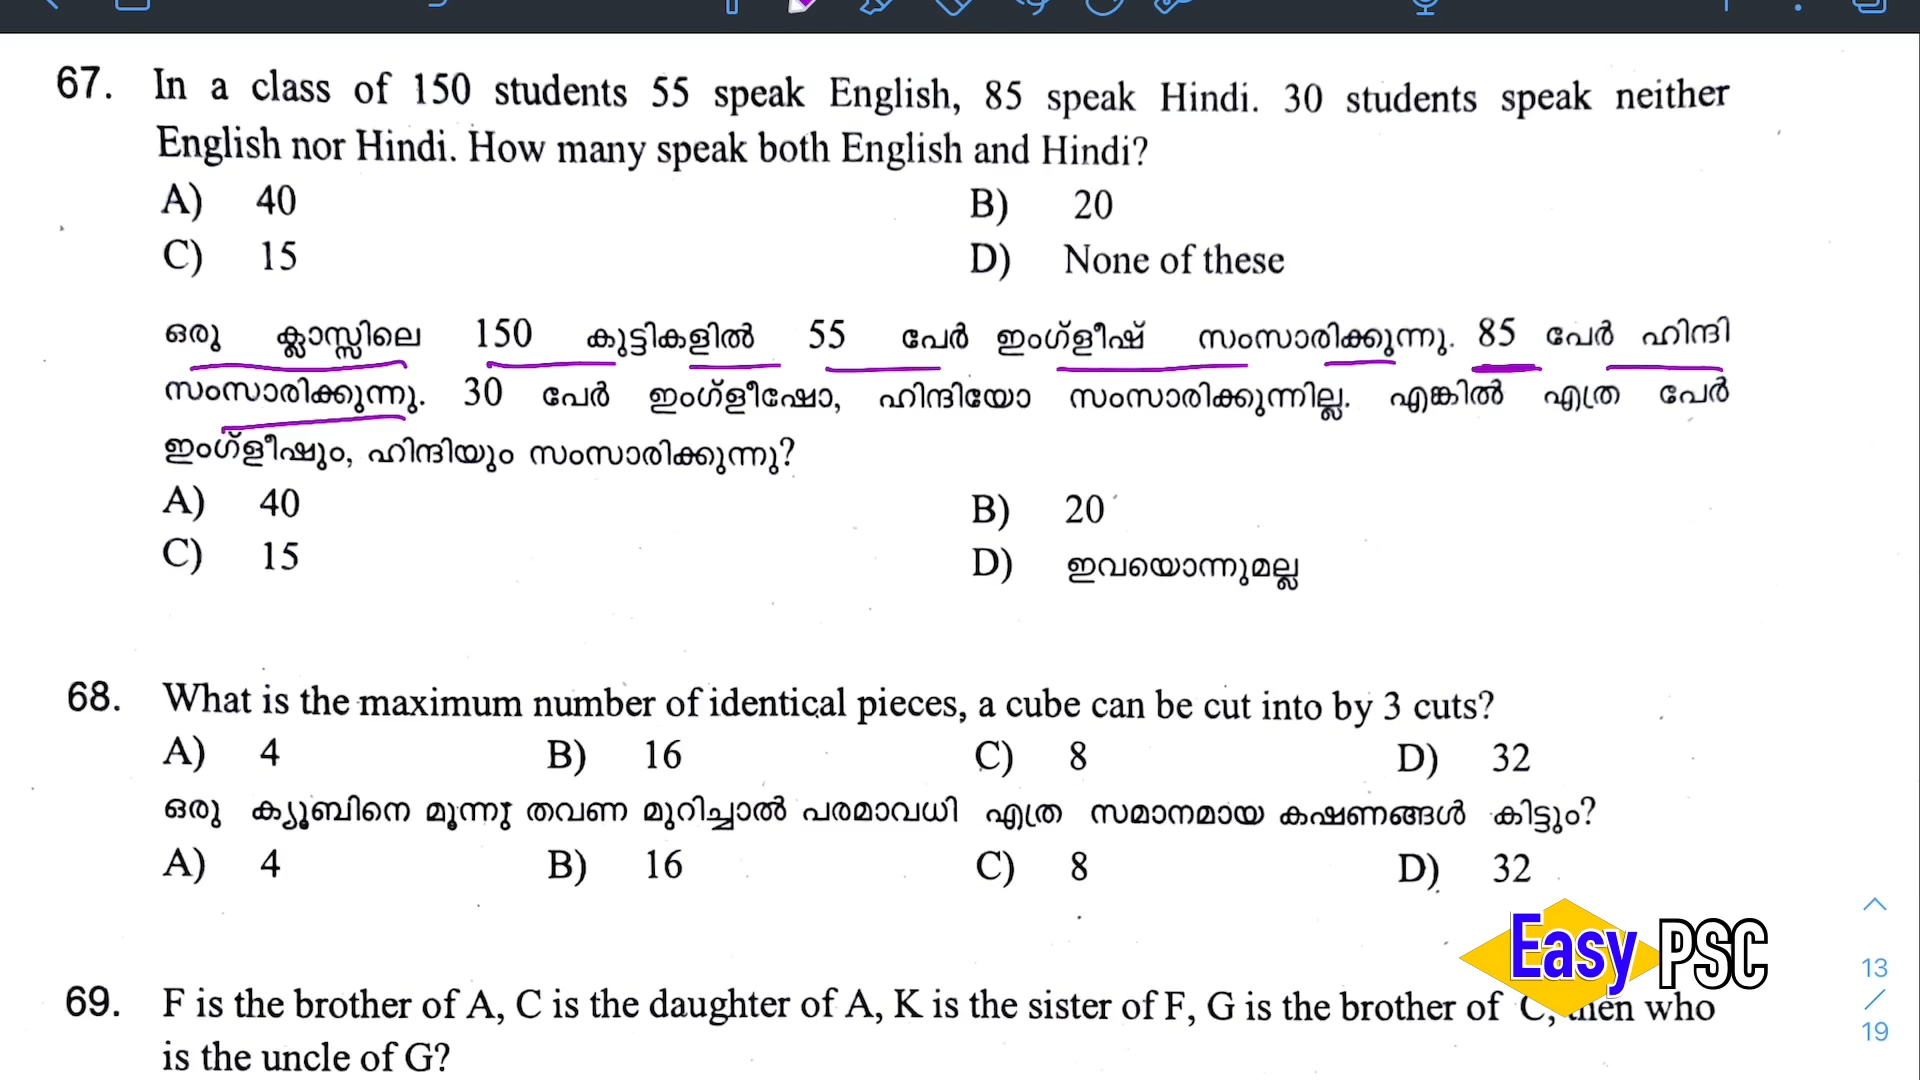 67. In a class of 150 students 55 speak English, 85 speak Hindi. 30 students speak neither
English nor Hindi. How many speak both English and Hindi?
A) 40 B) 20
C) 15 D) None of these
ഒരു ക്ലാസ്സിലെ 150 കുട്ടികളിൽ 55 പേർ ഇംഗ്ളീഷ് സംസാരിക്കുന്നു. 85 പേർ ഹിന്ദി
സംസാരിക്കുന്നു. 30 പേർ ഇംഗ്ളീഷോ, ഹിന്ദിയോ സംസാരിക്കുന്നില്ല. എങ്കിൽ എത്ര പേർ
ഇംഗ്ളീഷും, ഹിന്ദിയും സംസാരിക്കുന്നു?
A) 40 B) 20
C) 15 D) ഇവയൊന്നുമല്ല
68. What is the maximum number of identical pieces, a cube can be cut into by 3 cuts?
A) 4 B) 16 C) 8 D) 32
ഒരു ക്യൂബിനെ മൂന്നു തവണ മുറിച്ചാൽ പരമാവധി എത്ര സമാനമായ കഷണങ്ങൾ കിട്ടും?
A) 4 B) 16 C) 8 D) 32
Easy PSC
13
/
19
69. F is the brother of A, C is the daughter of A, K is the sister of F, G is the brother of C, then who
is the uncle of G?